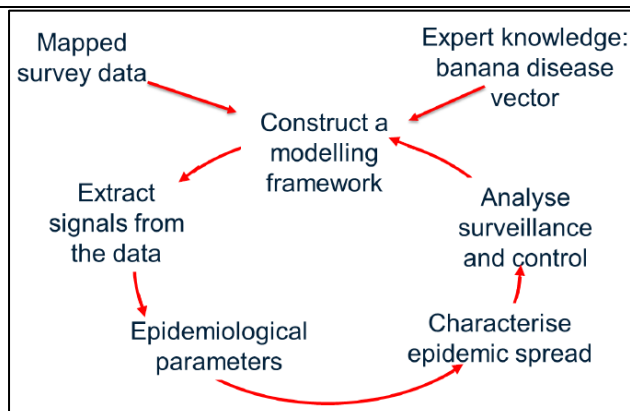 Mapped
survey data
Expert knowledge:
banana disease
vector
Construct a
modelling
framework
Extract
signals from
the data
Analyse
surveillance
and control
Epidemiological
parameters
Characterise
epidemic spread